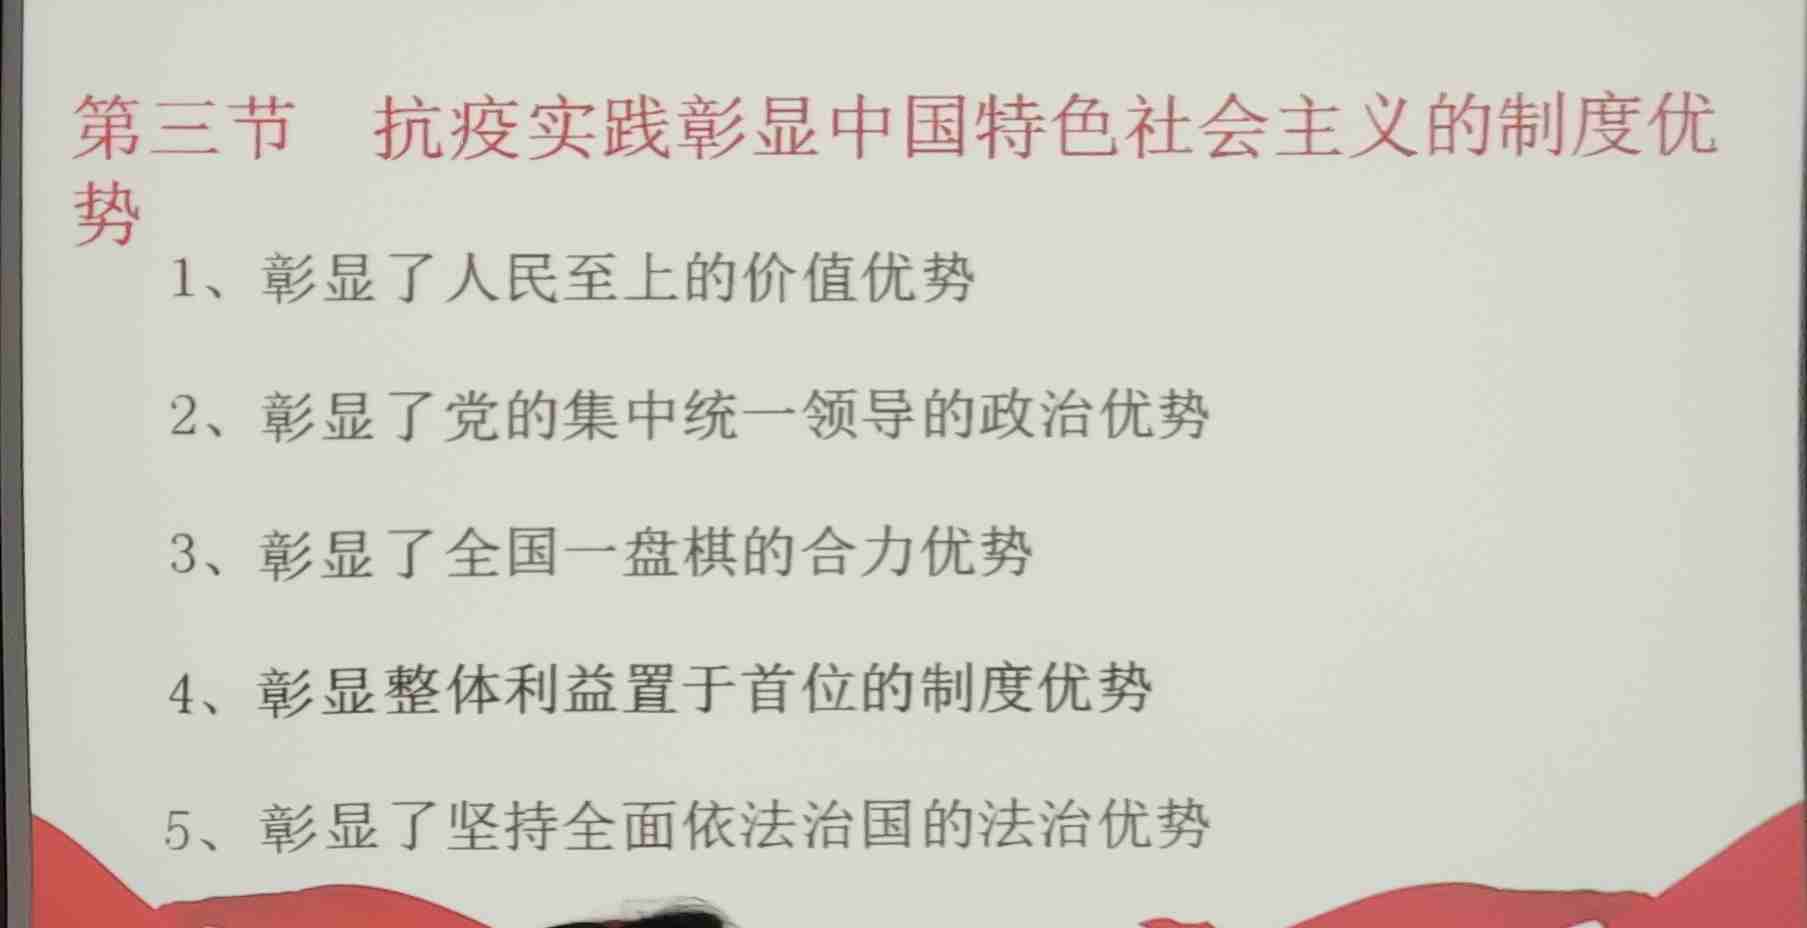 第三节 抗疫实践彰显中国特色社会主义的制度优
势
1、彰显了人民至上的价值优势
2、彰显了党的集中统一领导的政治优势
3、彰显了全国一盘棋的合力优势
4、彰显整体利益置于首位的制度优势
5、彰显了坚持全面依法治国的法治优势